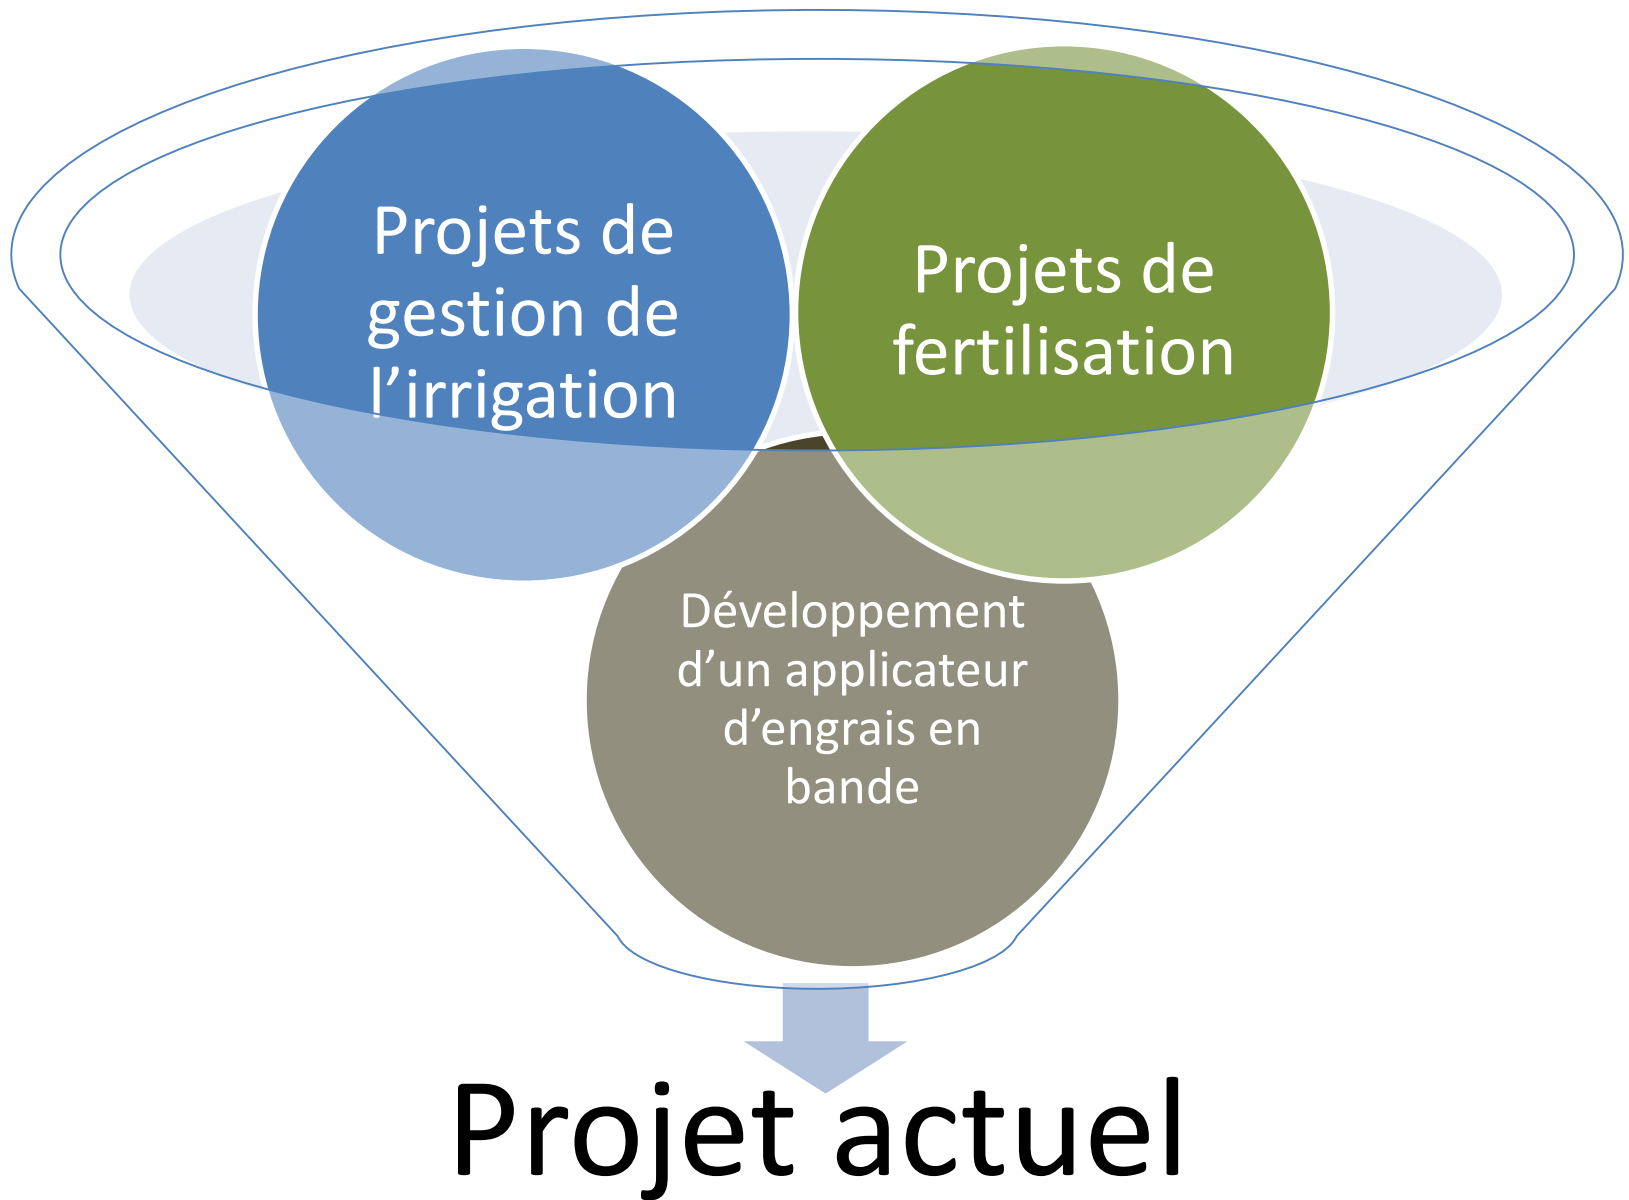 Projets de
gestion de
l’irrigation
Projets de
fertilisation
Développement
d’un applicateur
d’engrais en
bande
Projet actuel